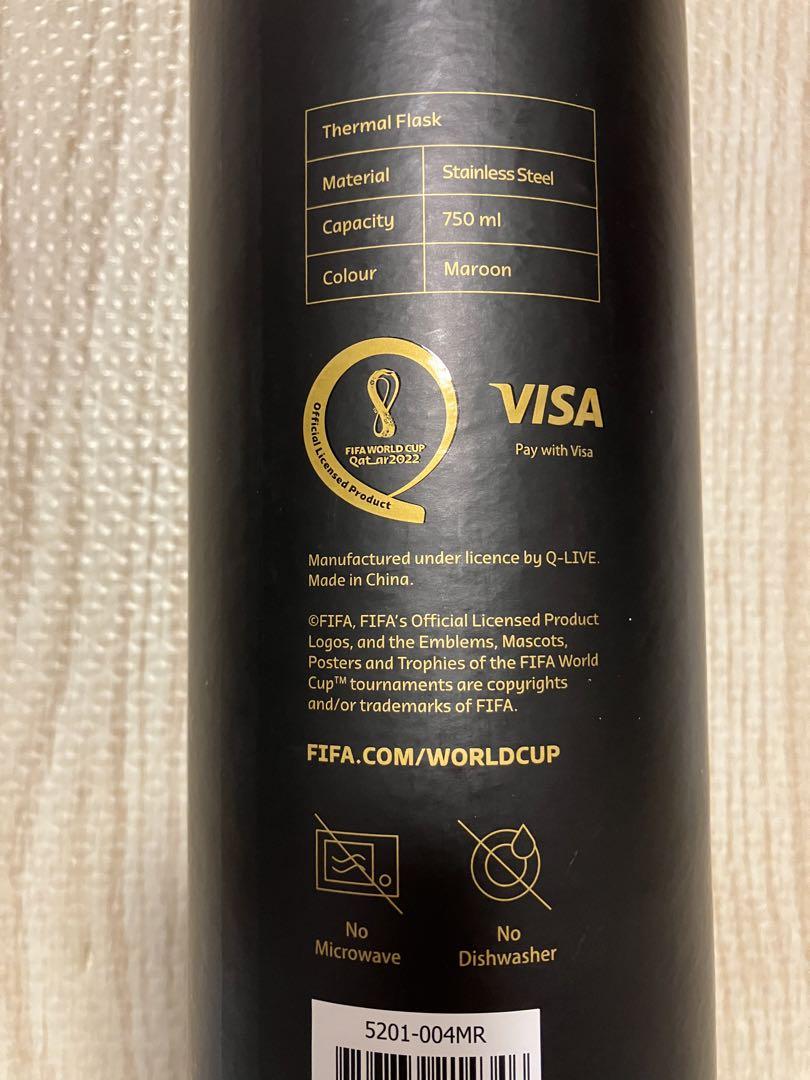 Thermal Flask
Material Stainless Steel
Capacity 750 ml
Colour Maroon
Official Licensed Product
FIFA WORLD CUP
Qatar2022
VISA
Pay with Visa
Manufactured under licence by Q-LIVE.
Made in China.
©FIFA, FIFA's Official Licensed Product
Logos, and the Emblems, Mascots,
Posters and Trophies of the FIFA World
Cup™ tournaments are copyrights
and/or trademarks of FIFA.
FIFA.COM/WORLDCUP
No
Microwave
No
Dishwasher
5201-004MR